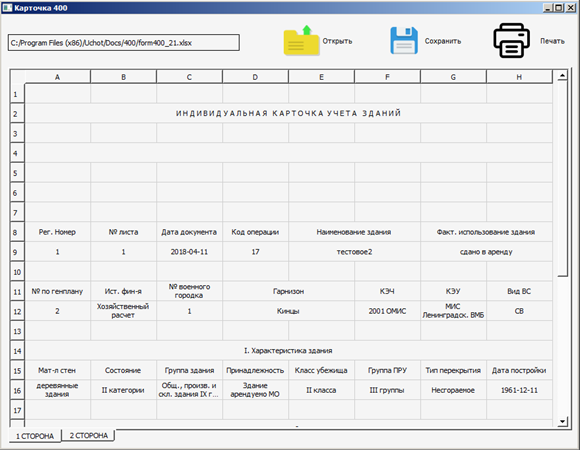 Карточка 400
C:/Program Files (x86)/Uchot/Docs/400/form400_21.xlsx
Открыть
Сохранить
Печать
A B C D E F G H
1
2 ИНДИВИДУАЛЬНАЯ КАРТОЧКА УЧЕТА ЗДАНИЙ
3
4
5
6
7
8 Рег. Номер № листа Дата документа Код операции Наименование здания Факт. использование здания
9 1 1 2018-04-11 17 тестовое2 сдано в аренду
10
11 № по генплану Ист. фин-я № военного городка Гарнизон КЭЧ КЭУ Вид ВС
12 2 Хозяйственный расчет 1 Кинцы 2001 ОМИС МИС Ленинградск. ВМБ СВ
13
14 I. Характеристика здания
15 Мат-л стен Состояние Группа здания Принадлежность Класс убежища Группа ПРУ Тип перекрытия Дата постройки
16 деревянные здания II категории Общ., произв. и скл. здания IX г... Здание арендуено МО II класса III группы Несгораемое 1961-12-11
17
1 СТОРОНА
2 СТОРОНА